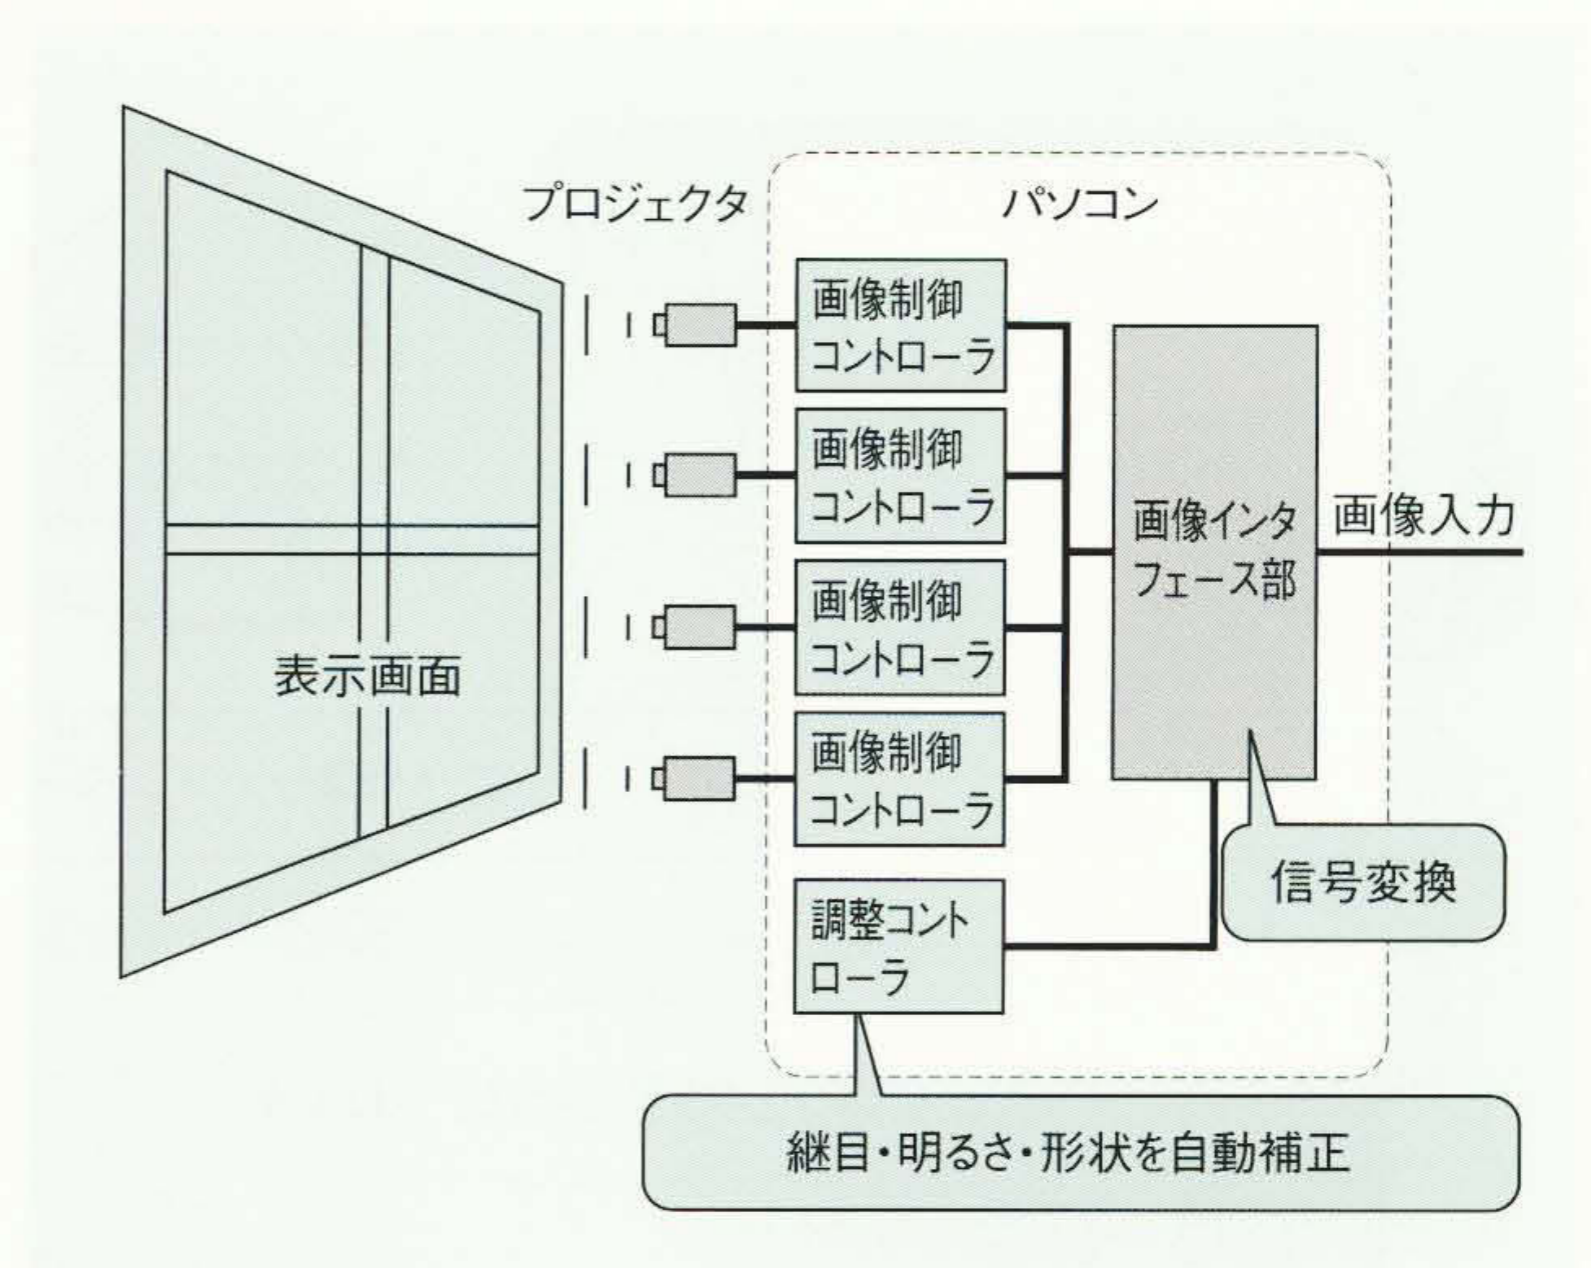 プロジェクタ
パソコン
画像制御
コントローラ
画像制御
コントローラ
画像制御
コントローラ
画像制御
コントローラ
調整コント
ローラ
画像インタ
フェース部
画像入力
表示画面
信号変換
継目・明るさ・形状を自動補正